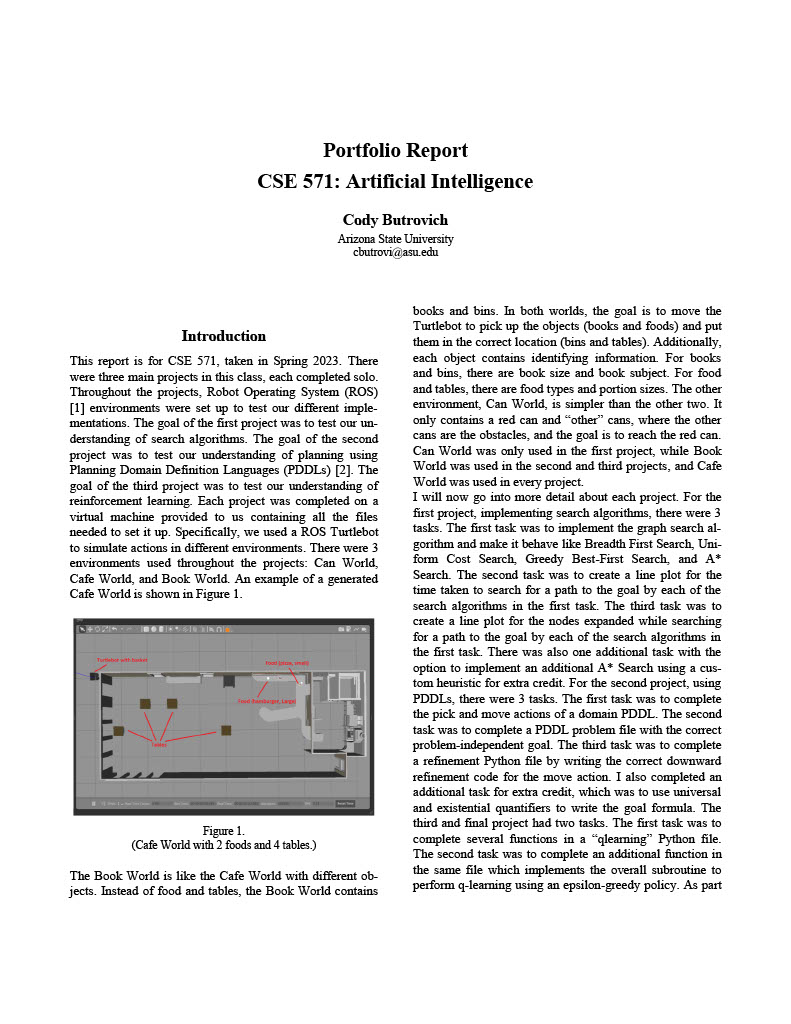 Portfolio Report
CSE 571: Artificial Intelligence
Cody Butrovich
Arizona State University
cbutrovi@asu.edu
Introduction
This report is for CSE 571, taken in Spring 2023. There
were three main projects in this class, each completed solo.
Throughout the projects, Robot Operating System (ROS)
[1] environments were set up to test our different imple-
mentations. The goal of the first project was to test our un-
derstanding of search algorithms. The goal of the second
project was to test our understanding of planning using
Planning Domain Definition Languages (PDDLs) [2]. The
goal of the third project was to test our understanding of
reinforcement learning. Each project was completed on a
virtual machine provided to us containing all the files
needed to set it up. Specifically, we used a ROS Turtlebot
to simulate actions in different environments. There were 3
environments used throughout the projects: Can World,
Cafe World, and Book World. An example of a generated
Cafe World is shown in Figure 1.
Turtlebot with basket
Food (pizza, small)
Food (hamburger, Large)
Tables
Figure 1.
(Cafe World with 2 foods and 4 tables.)
The Book World is like the Cafe World with different ob-
jects. Instead of food and tables, the Book World contains
books and bins. In both worlds, the goal is to move the
Turtlebot to pick up the objects (books and foods) and put
them in the correct location (bins and tables). Additionally,
each object contains identifying information. For books
and bins, there are book size and book subject. For food
and tables, there are food types and portion sizes. The other
environment, Can World, is simpler than the other two. It
only contains a red can and “other” cans, where the other
cans are the obstacles, and the goal is to reach the red can.
Can World was only used in the first project, while Book
World was used in the second and third projects, and Cafe
World was used in every project.
I will now go into more detail about each project. For the
first project, implementing search algorithms, there were 3
tasks. The first task was to implement the graph search al-
gorithm and make it behave like Breadth First Search, Uni-
form Cost Search, Greedy Best-First Search, and A*
Search. The second task was to create a line plot for the
time taken to search for a path to the goal by each of the
search algorithms in the first task. The third task was to
create a line plot for the nodes expanded while searching
for a path to the goal by each of the search algorithms in
the first task. There was also one additional task with the
option to implement an additional A* Search using a cus-
tom heuristic for extra credit. For the second project, using
PDDLs, there were 3 tasks. The first task was to complete
the pick and move actions of a domain PDDL. The second
task was to complete a PDDL problem file with the correct
problem-independent goal. The third task was to complete
a refinement Python file by writing the correct downward
refinement code for the move action. I also completed an
additional task for extra credit, which was to use universal
and existential quantifiers to write the goal formula. The
third and final project had two tasks. The first task was to
complete several functions in a “qlearning” Python file.
The second task was to complete an additional function in
the same file which implements the overall subroutine to
perform q-learning using an epsilon-greedy policy. As part